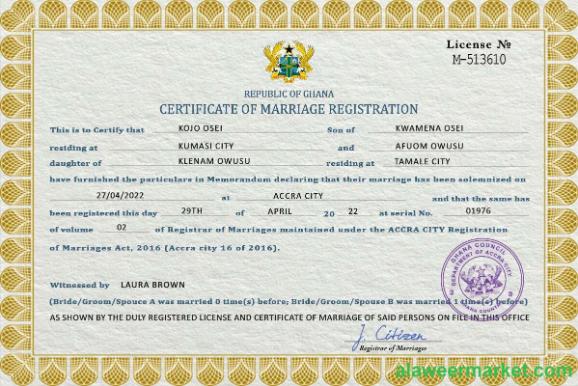 License №
M-513610
REPUBLIC OF GHANA
CERTIFICATE OF MARRIAGE REGISTRATION
This is to Certify that KOJO OSEI Son of KWAMENA OSEI
residing at KUMASI CITY and AFUOM OWUSU
daughter of KLENAM OWUSU residing at TAMALE CITY
have furnished the particulars in Memorandum declaring that their marriage has been solemnized on
27/04/2022 at ACCRA CITY and that the same has
been registered this day 29TH of APRIL 20 22 at serial No. 01976
of volume 02 of Registrar of Marriages maintained under the ACCRA CITY Registration
of Marriages Act, 2016 (Accra city 16 of 2016).
Witnessed by LAURA BROWN
(Bride/Groom/Spouce A was married 0 time(s) before; Bride/Groom/Spouce B was married 1 time(s) before)
AS SHOWN BY THE DULY REGISTERED LICENSE AND CERTIFICATE OF MARRIAGE OF SAID PERSONS ON FILE IN THIS OFFICE
GHANA COUNCIL
DEPARTMENT OF ACCRA CITY
J. Citizen
Registrar of Marriages
alaweermarket.com